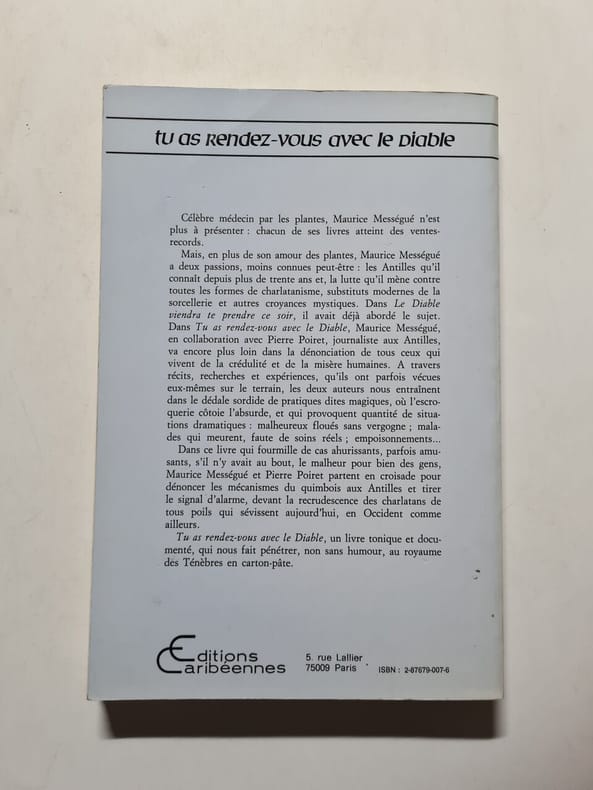 tu as Rendez-vous avec le Diable
Célèbre médecin par les plantes, Maurice Mességué n'est
plus à présenter : chacun de ses livres atteint des ventes-
records.
Mais, en plus de son amour des plantes, Maurice Mességué
a deux passions, moins connues peut-être : les Antilles qu'il
connaît depuis plus de trente ans et, la lutte qu'il mène contre
toutes les formes de charlatanisme, substituts modernes de la
sorcellerie et autres croyances mystiques. Dans Le Diable
viendra te prendre ce soir, il avait déjà abordé le sujet.
Dans Tu as rendez-vous avec le Diable, Maurice Mességué,
en collaboration avec Pierre Poiret, journaliste aux Antilles,
va encore plus loin dans la dénonciation de tous ceux qui
vivent de la crédulité et de la misère humaines. A travers
récits, recherches et expériences, qu'ils ont parfois vécues
eux-mêmes sur le terrain, les deux auteurs nous entraînent
dans le dédale sordide de pratiques dites magiques, où l'esc­ro-
querie côtoie l'absurde, et qui provoquent quantité de situa-
tions dramatiques : malheureux floués sans vergogne ; mala-
des qui meurent, faute de soins réels ; empoisonnements...
Dans ce livre qui fourmille de cas ahurissants, parfois amu-
sants, s'il n'y avait au bout, le malheur pour bien des gens,
Maurice Mességué et Pierre Poiret partent en croisade pour
dénoncer les mécanismes du quimbois aux Antilles et tirer
le signal d'alarme, devant la recrudescence des charlatans de
tous poils qui sévissent aujourd'hui, en Occident comme
ailleurs.
Tu as rendez-vous avec le Diable, un livre tonique et docu-
menté, qui nous fait pénétrer, non sans humour, au royaume
des Ténèbres en carton-pâte.
Editions
Caribéennes
5. rue Lallier
75009 Paris
ISBN : 2-87679-007-6